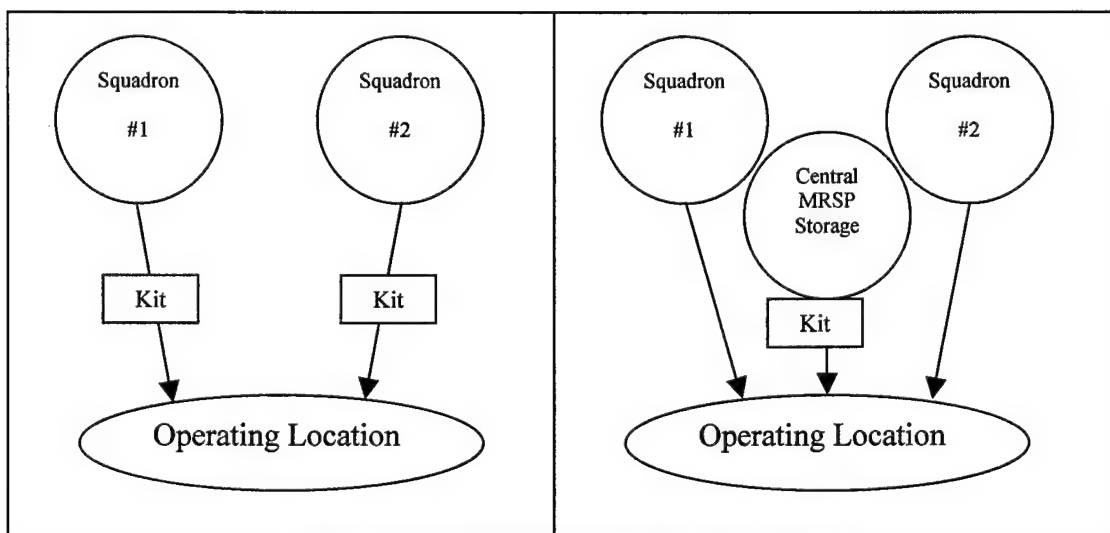 Squadron
#1
Squadron
#2
Kit
Kit
Operating Location
Squadron
#1
Squadron
#2
Central
MRSP
Storage
Kit
Operating Location